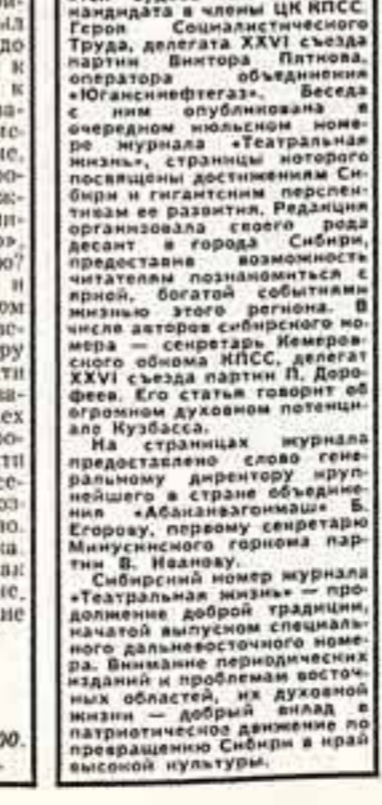 кандидата в члены ЦК КПСС,
Героя Социалистического
Труда, делегата XXVI съезда
партии Виктора Пяткова,
оператора объединения
«Юганскнефтегаз». Беседа
с ним опубликована в
очередном июльском номе-
ре журнала «Театральная
жизнь», страницы которого
посвящены достижениям Си-
бири и гигантским перспек-
тивам ее развития. Редакция
организовала своего рода
десант в города Сибири,
предоставив возможность
читателям познакомиться с
яркой, богатой событиями
жизнью этого региона. В
числе авторов сибирского но-
мера — секретарь Кемеров-
ского обкома КПСС, делегат
XXVI съезда партии П. Доро-
феев. Его статья говорит об
огромном духовном потенци-
але Кузбасса.
На страницах журнала
предоставлено слово гене-
ральному директору круп-
нейшего в стране объедине-
ния «Абаканвагонмаш» Б.
Егорову, первому секретарю
Минусинского горкома пар-
тии В. Иванову.
Сибирский номер журнала
«Театральная жизнь» — про-
должение доброй традиции,
начатой выпуском специаль-
ного дальневосточного номе-
ра. Внимание периодических
изданий к проблемам восточ-
ных областей, их духовной
жизни — добрый вклад в
патриотическое движение по
превращению Сибири в край
высокой культуры.